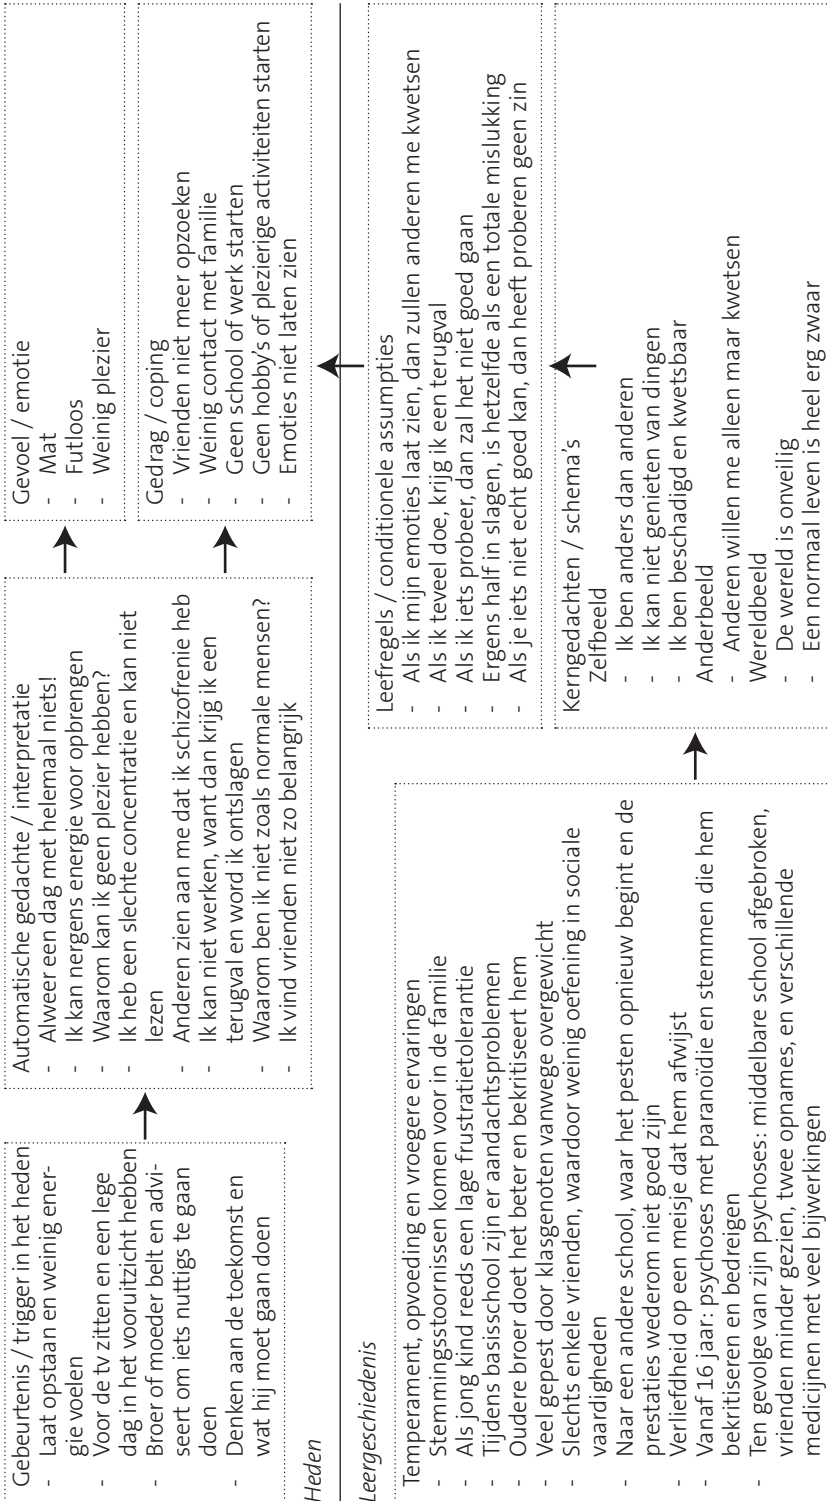 Gebeurtenis / trigger in het heden
- Laat opstaan en weinig ener-
gie voelen
- Voor de tv zitten en een lege
dag in het vooruitzicht hebben
- Broer of moeder belt en advi-
seert om iets nuttigs te gaan
doen
- Denken aan de toekomst en
wat hij moet gaan doen
Automatische gedachte / interpretatie
- Alweer een dag met helemaal niets!
- Ik kan nergens energie voor opbrengen
- Waarom kan ik geen plezier hebben?
- Ik heb een slechte concentratie en kan niet
lezen
- Anderen zien aan me dat ik schizofrenie heb
- Ik kan niet werken, want dan krijg ik een
terugval en word ik ontslagen
- Waarom ben ik niet zoals normale mensen?
- Ik vind vrienden niet zo belangrijk
Gevoel / emotie
- Mat
- Futloos
- Weinig plezier
Gedrag / coping
- Vrienden niet meer opzoeken
- Weinig contact met familie
- Geen school of werk starten
- Geen hobby's of plezierige activiteiten starten
- Emoties niet laten zien
Heden
Leergeschiedenis
Temperament, opvoeding en vroegere ervaringen
- Stemmingsstoornissen komen voor in de familie
- Als jong kind reeds een lage frustratietolerantie
- Tijdens basisschool zijn er aandachtsproblemen
- Oudere broer doet het beter en bekritiseert hem
- Veel gepest door klasgenoten vanwege overgewicht
- Slechts enkele vrienden, waardoor weinig oefening in sociale
vaardigheden
- Naar een andere school, waar het pesten opnieuw begint en de
prestaties wederom niet goed zijn
- Verliefdheid op een meisje dat hem afwijst
- Vanaf 16 jaar: psychoses met paranoïdie en stemmen die hem
bekritiseren en bedreigen
- Ten gevolge van zijn psychoses: middelbare school afgebroken,
vrienden minder gezien, twee opnames, en verschillende
medicijnen met veel bijwerkingen
Leefregels / conditionele assumpties
- Als ik mijn emoties laat zien, dan zullen anderen me kwetsen
- Als ik teveel doe, krijg ik een terugval
- Als ik iets probeer, dan zal het niet goed gaan
- Ergens half in slagen, is hetzelfde als een totale mislukking
- Als je iets niet echt goed kan, dan heeft proberen geen zin
Kerngedachten / schema's
Zelfbeeld
- Ik ben anders dan anderen
- Ik kan niet genieten van dingen
- Ik ben beschadigd en kwetsbaar
Anderbeeld
- Anderen willen me alleen maar kwetsen
Wereldbeeld
- De wereld is onveilig
- Een normaal leven is heel erg zwaar